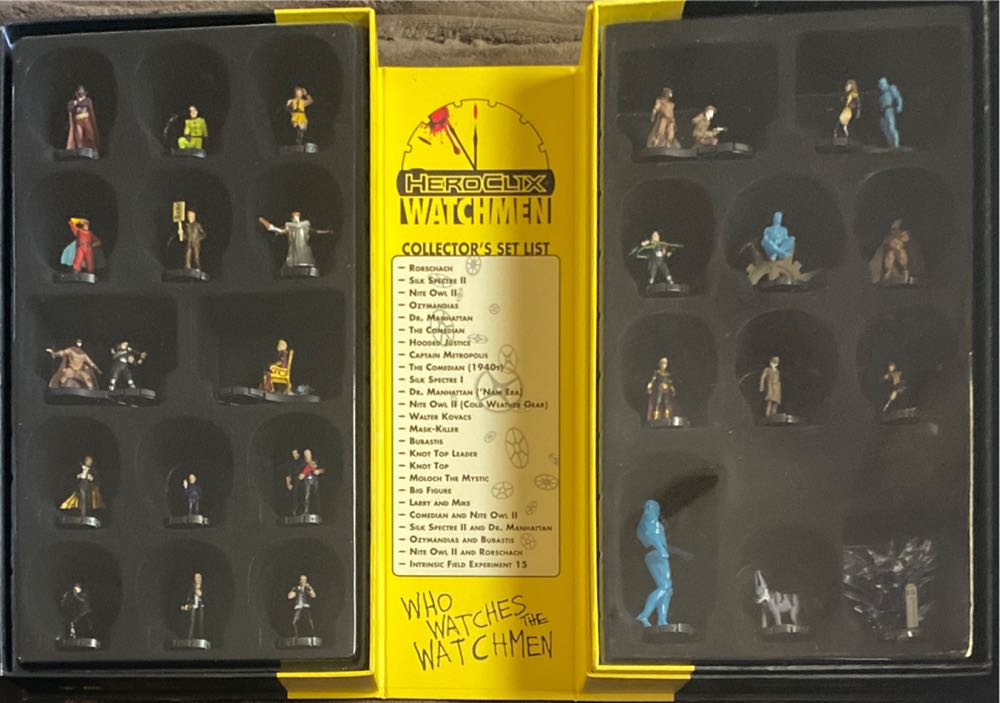 HEROCLIX
WATCHMEN
COLLECTOR'S SET LIST
– RORSCHACH
– SILK SPECTRE II
– NITE OWL II
– OZYMANDIAS
– DR. MANHATTAN
– THE COMEDIAN
– HOODED JUSTICE
– CAPTAIN METROPOLIS
– THE COMEDIAN (1940S)
– SILK SPECTRE I
– DR. MANHATTAN ('NAM ERA)
– NITE OWL II (COLD WEATHER GEAR)
– WALTER KOVACS
– MASK-KILLER
– BUBASTIS
– KNOT TOP LEADER
– KNOT TOP
– MOLOCH THE MYSTIC
– BIG FIGURE
– LARRY AND MIKE
– COMEDIAN AND NITE OWL II
– SILK SPECTRE II AND DR. MANHATTAN
– OZYMANDIAS AND BUBASTIS
– NITE OWL II AND RORSCHACH
– INTRINSIC FIELD EXPERIMENT 15
WHO
WATCHES THE
WATCHMEN